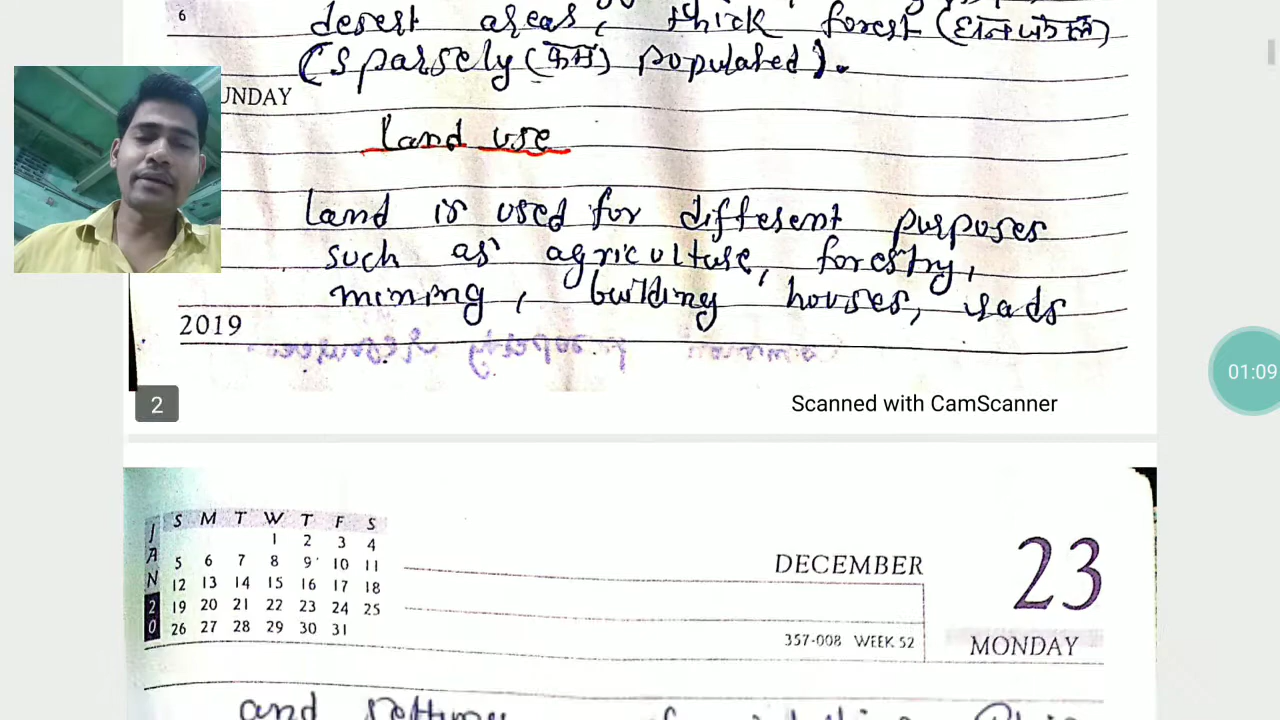 6
desert areas, thick forest
(Sparsely (कम) populated).
UNDAY
Land use
Land is used for different purposes
such as agriculture, forestry,
mining, building houses, rads
2019
2
Scanned with CamScanner
01:09
JAN 20
S M T W T F S
1 2 3 4
5 6 7 8 9 10 11
12 13 14 15 16 17 18
19 20 21 22 23 24 25
26 27 28 29 30 31
DECEMBER
23
357-008 WEEK 52
MONDAY
and